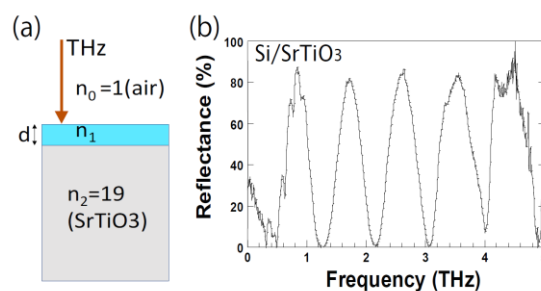 (a)
THz
n₀ =1(air)
d
n₁
n₂=19
(SrTiO3)
(b)
Si/SrTiO₃
Reflectance (%)
100
80
60
40
20
0
0 1 2 3 4
Frequency (THz)